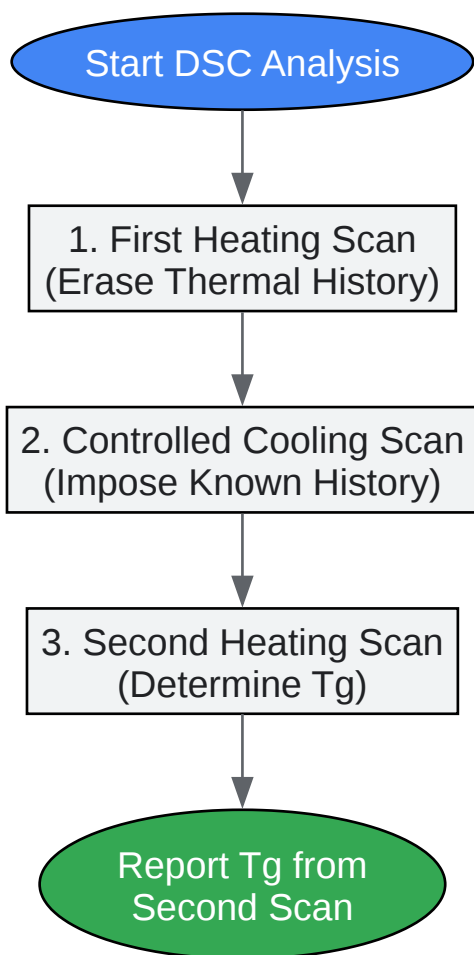 Start DSC Analysis
1. First Heating Scan
(Erase Thermal History)
2. Controlled Cooling Scan
(Impose Known History)
3. Second Heating Scan
(Determine Tg)
Report Tg from
Second Scan